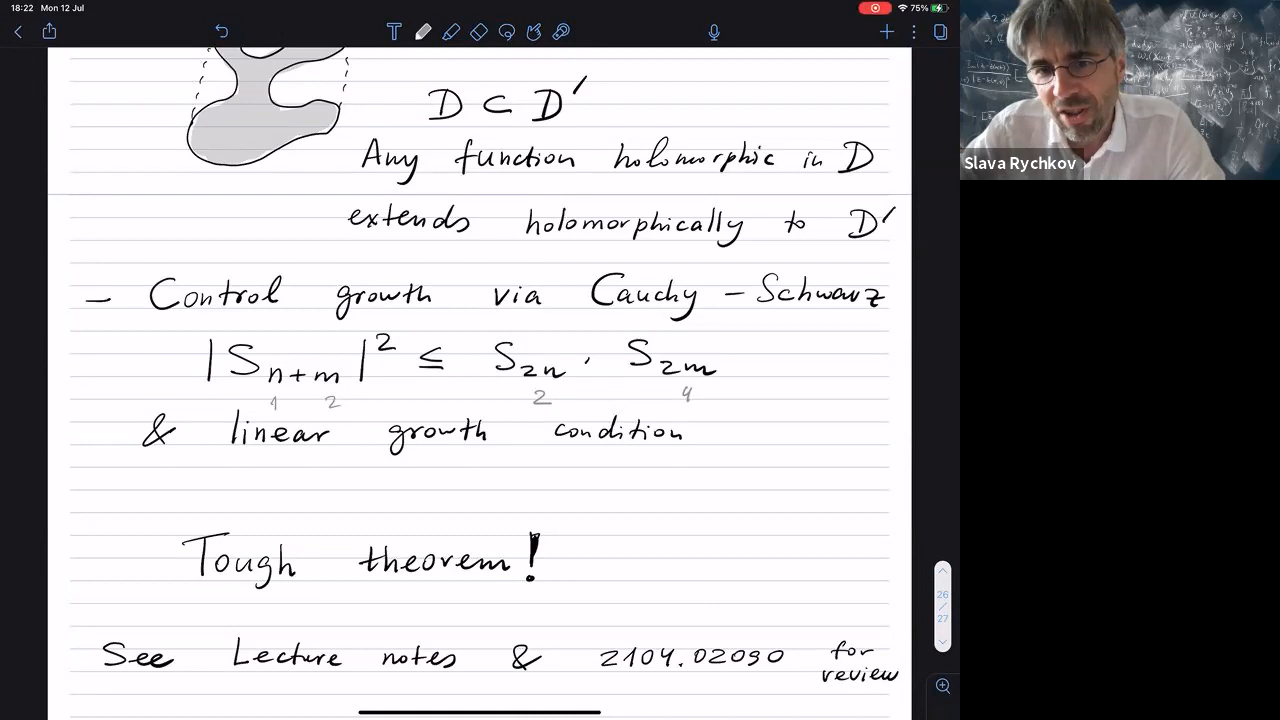 18:22 Mon 12 Jul
75%
D ⊂ D′
Any function holomorphic in D
extends holomorphically to D′
– Control growth via Cauchy – Schwarz
|S_{n+m}|² ≤ S_{2n} · S_{2m}
1 2 2 4
& linear growth condition
Tough theorem!
See Lecture notes & 2104.02090 for review
26 / 27
Slava Rychkov